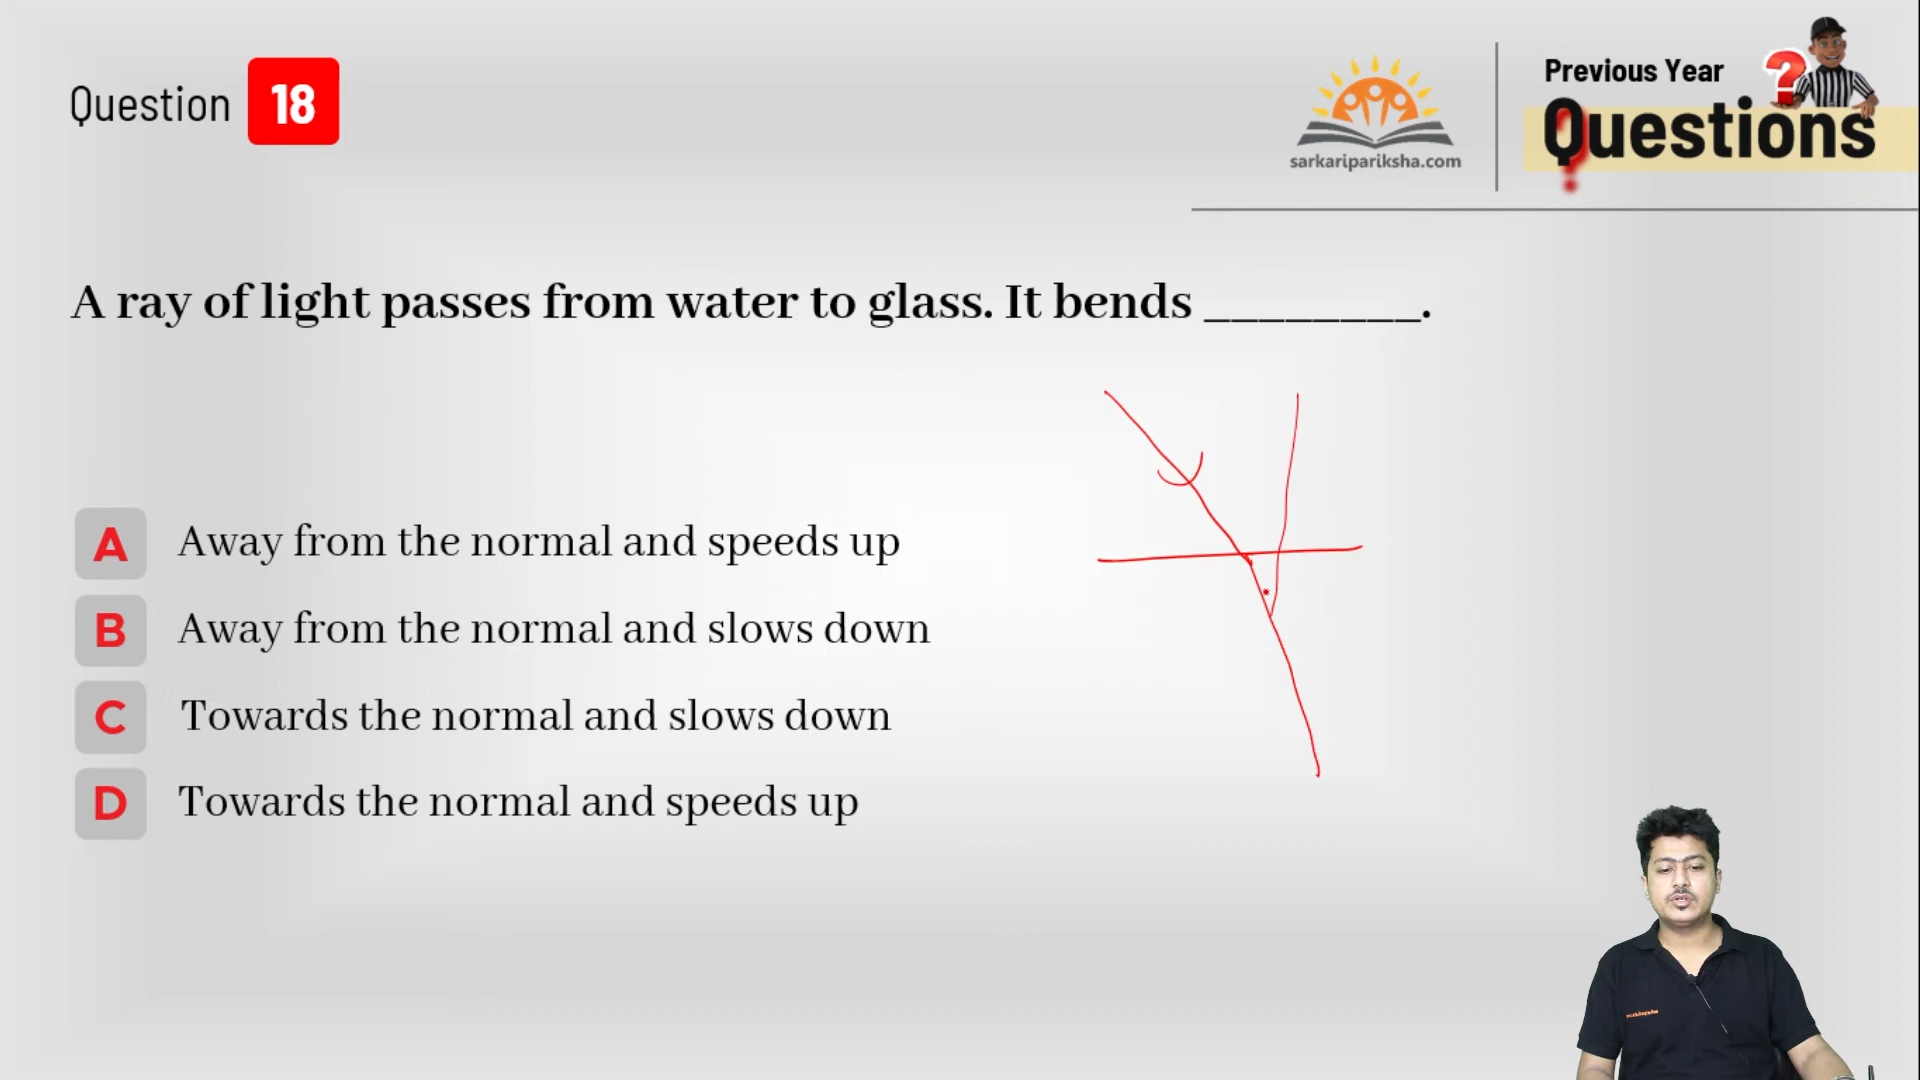 Question 18
sarkaripariksha.com
Previous Year
Questions
A ray of light passes from water to glass. It bends ________.
A Away from the normal and speeds up
B Away from the normal and slows down
C Towards the normal and slows down
D Towards the normal and speeds up